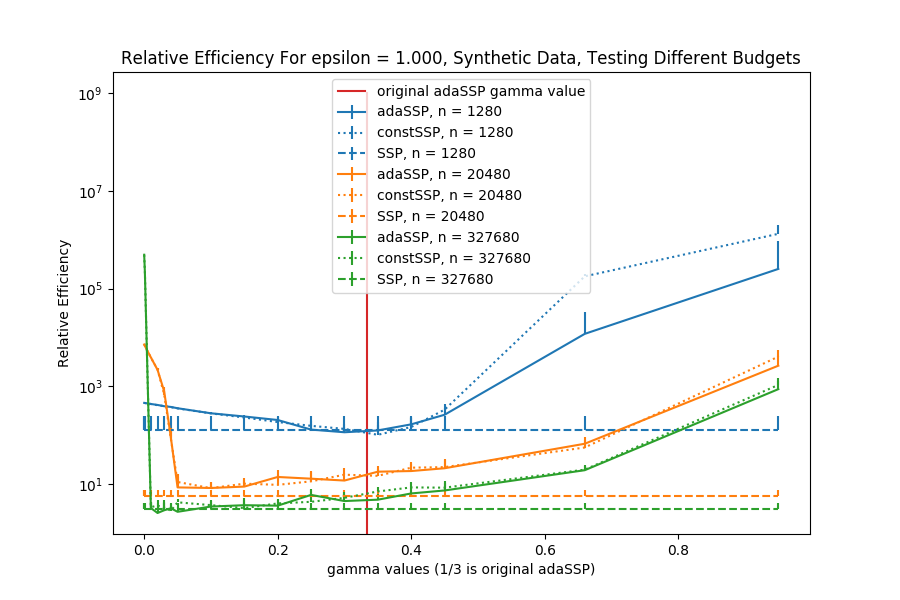 Relative Efficiency For epsilon = 1.000, Synthetic Data, Testing Different Budgets
original adaSSP gamma value
adaSSP, n = 1280
constSSP, n = 1280
SSP, n = 1280
adaSSP, n = 20480
constSSP, n = 20480
SSP, n = 20480
adaSSP, n = 327680
constSSP, n = 327680
SSP, n = 327680
Relative Efficiency
10⁹
10⁷
10⁵
10³
10¹
0.0 0.2 0.4 0.6 0.8
gamma values (1/3 is original adaSSP)